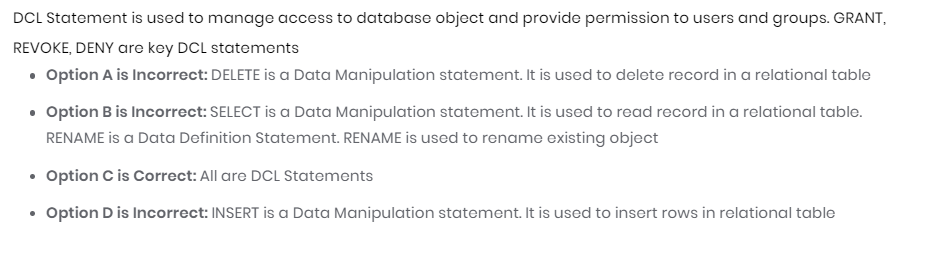 DCL Statement is used to manage access to database object and provide permission to users and groups. GRANT,
REVOKE, DENY are key DCL statements
• Option A is Incorrect: DELETE is a Data Manipulation statement. It is used to delete record in a relational table
• Option B is Incorrect: SELECT is a Data Manipulation statement. It is used to read record in a relational table.
RENAME is a Data Definition Statement. RENAME is used to rename existing object
• Option C is Correct: All are DCL Statements
• Option D is Incorrect: INSERT is a Data Manipulation statement. It is used to insert rows in relational table